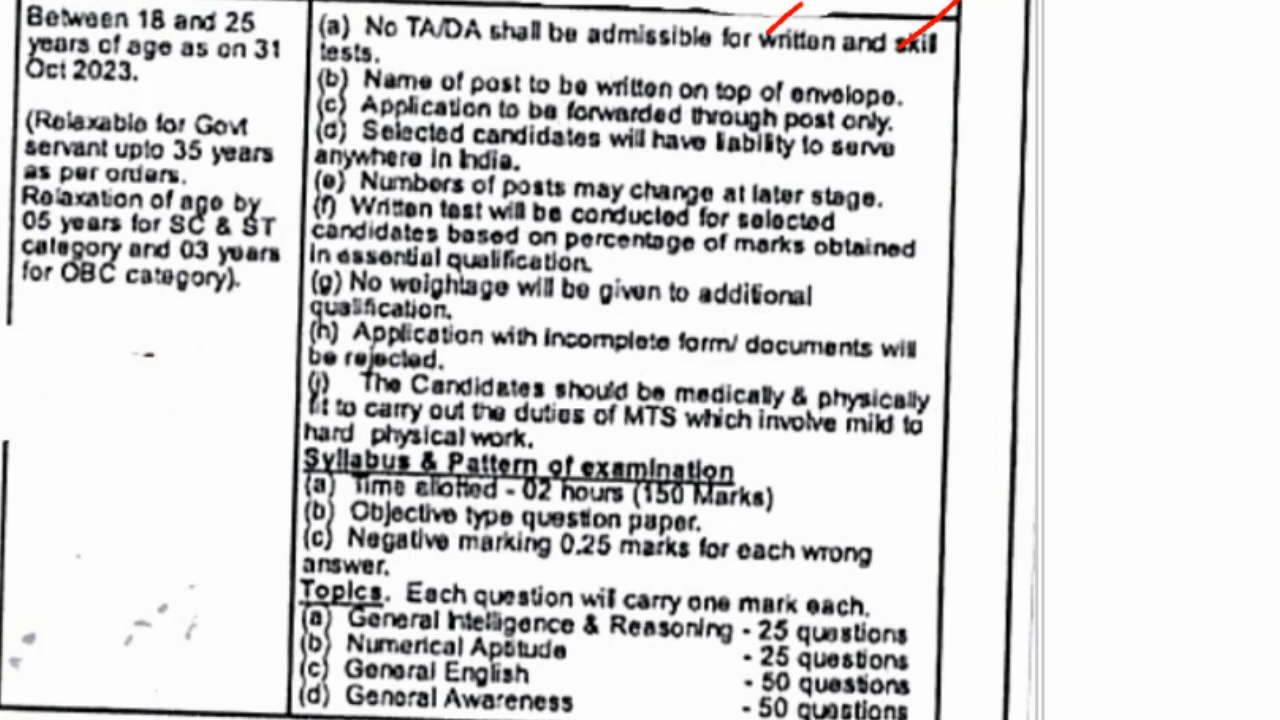 Between 18 and 25
years of age as on 31
Oct 2023.
(Relaxable for Govt
servant upto 35 years
as per orders.
Relaxation of age by
05 years for SC & ST
category and 03 years
for OBC category).
(a) No TA/DA shall be admissible for written and skill
tests.
(b) Name of post to be written on top of envelope.
(c) Application to be forwarded through post only.
(d) Selected candidates will have liability to serve
anywhere in India.
(e) Numbers of posts may change at later stage.
(f) Written test will be conducted for selected
candidates based on percentage of marks obtained
in essential qualification.
(g) No weightage will be given to additional
qualification.
(h) Application with incomplete form/ documents will
be rejected.
(j) The Candidates should be medically & physically
fit to carry out the duties of MTS which involve mild to
hard physical work.
Syllabus & Pattern of examination
(a) Time allotted - 02 hours (150 Marks)
(b) Objective type question paper.
(c) Negative marking 0.25 marks for each wrong
answer.
Topics. Each question will carry one mark each.
(a) General Intelligence & Reasoning - 25 questions
(b) Numerical Aptitude - 25 questions
(c) General English - 50 questions
(d) General Awareness - 50 questions